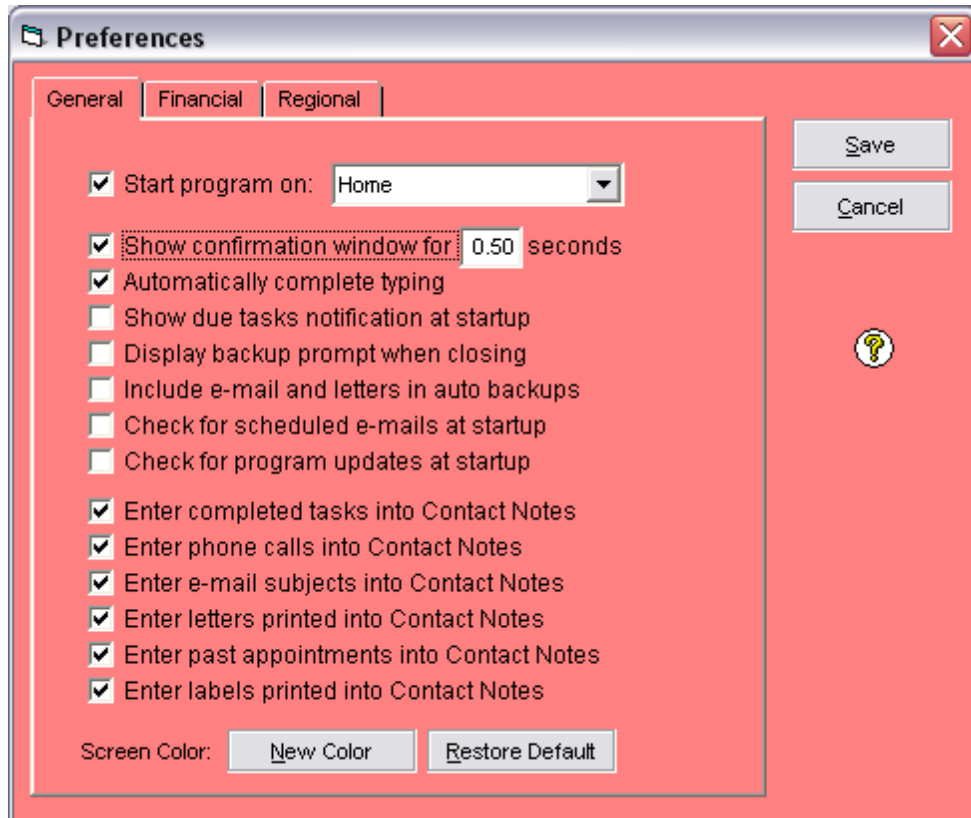 Preferences
General Financial Regional
Save
Cancel
Start program on: Home
Show confirmation window for 0.50 seconds
Automatically complete typing
Show due tasks notification at startup
Display backup prompt when closing
Include e-mail and letters in auto backups
Check for scheduled e-mails at startup
Check for program updates at startup
Enter completed tasks into Contact Notes
Enter phone calls into Contact Notes
Enter e-mail subjects into Contact Notes
Enter letters printed into Contact Notes
Enter past appointments into Contact Notes
Enter labels printed into Contact Notes
Screen Color: New Color Restore Default